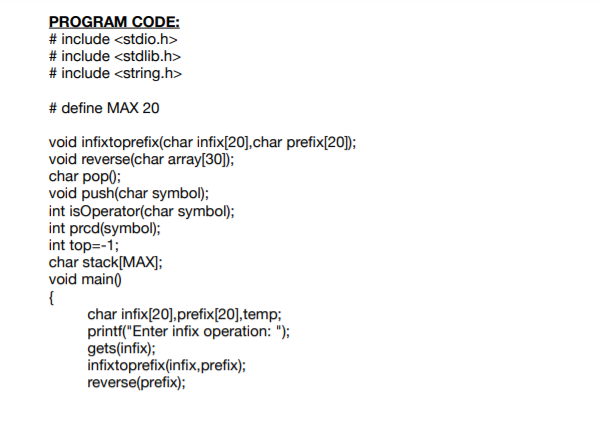 PROGRAM CODE:
# include <stdio.h>
# include <stdlib.h>
# include <string.h>
# define MAX 20
void infixtoprefix(char infix[20],char prefix[20]);
void reverse(char array[30]);
char pop();
void push(char symbol);
int isOperator(char symbol);
int prcd(symbol);
int top=-1;
char stack[MAX];
void main()
{
char infix[20],prefix[20],temp;
printf("Enter infix operation: ");
gets(infix);
infixtoprefix(infix,prefix);
reverse(prefix);